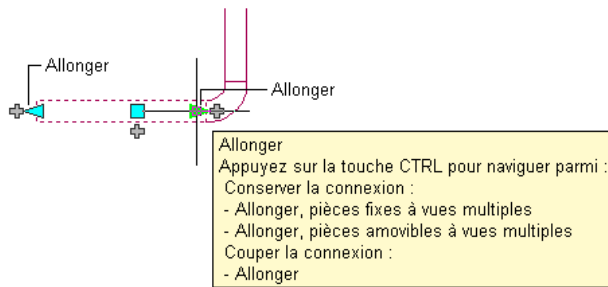 Allonger
Allonger
Allonger
Appuyez sur la touche CTRL pour naviguer parmi :
Conserver la connexion :
- Allonger, pièces fixes à vues multiples
- Allonger, pièces amovibles à vues multiples
Couper la connexion :
- Allonger